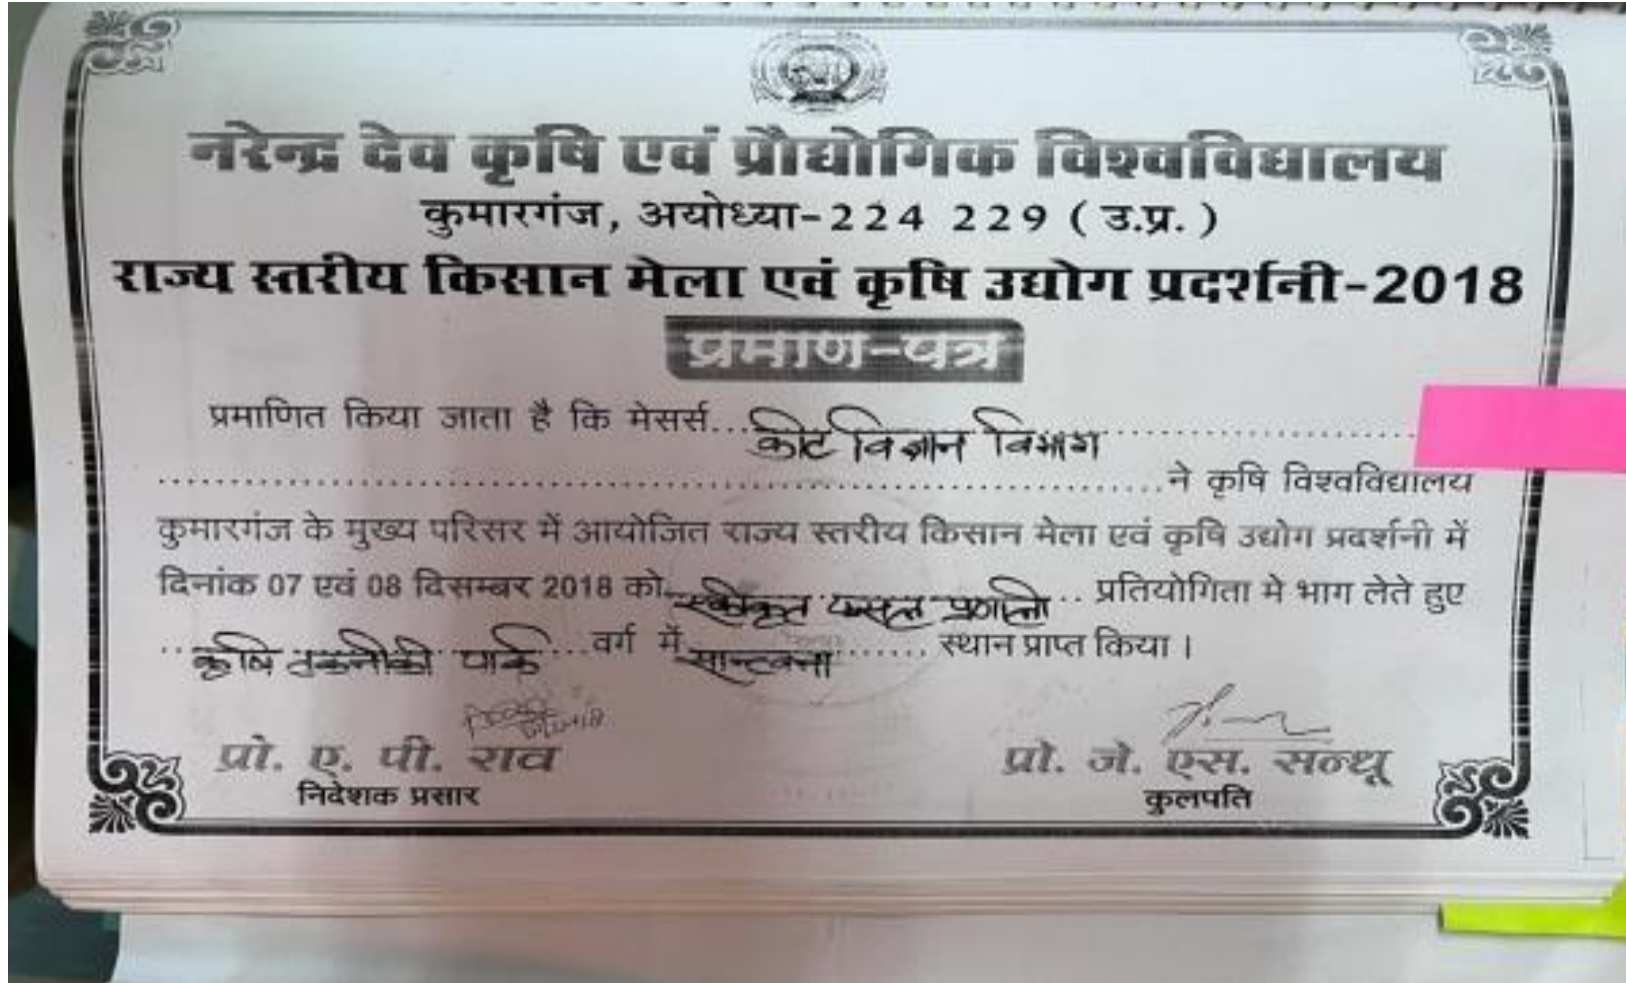 नरेन्द्र देव कृषि एवं प्रौद्योगिक विश्वविद्यालय
कुमारगंज, अयोध्या-224 229 ( उ.प्र. )
राज्य स्तरीय किसान मेला एवं कृषि उद्योग प्रदर्शनी-2018
प्रमाण-पत्र
प्रमाणित किया जाता है कि मेसर्स...कीट विज्ञान विभाग
ने कृषि विश्वविद्यालय
कुमारगंज के मुख्य परिसर में आयोजित राज्य स्तरीय किसान मेला एवं कृषि उद्योग प्रदर्शनी में
दिनांक 07 एवं 08 दिसम्बर 2018 को फसल प्रणाली प्रतियोगिता मे भाग लेते हुए
कृषि तकनीकी पार्क वर्ग में सान्त्वना स्थान प्राप्त किया ।
प्रो. ए. पी. राव
निदेशक प्रसार
प्रो. जे. एस. सन्धू
कुलपति